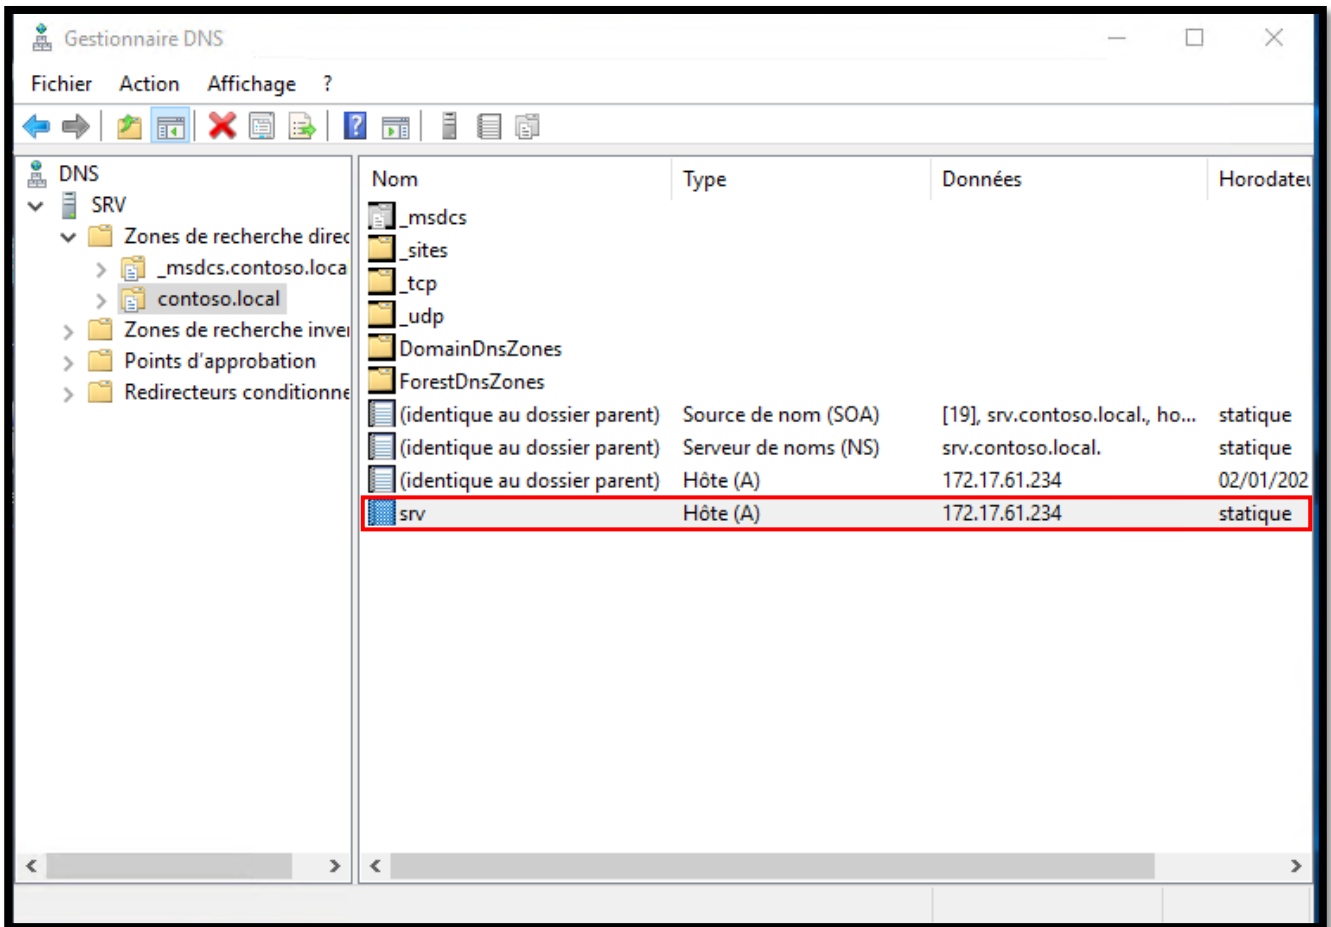 Gestionnaire DNS
Fichier Action Affichage ?
DNS
SRV
Zones de recherche direc
_msdcs.contoso.loca
contoso.local
Zones de recherche inver
Points d'approbation
Redirecteurs conditionne
Nom Type Données Horodateu
_msdcs
_sites
_tcp
_udp
DomainDnsZones
ForestDnsZones
(identique au dossier parent) Source de nom (SOA) [19], srv.contoso.local., ho... statique
(identique au dossier parent) Serveur de noms (NS) srv.contoso.local. statique
(identique au dossier parent) Hôte (A) 172.17.61.234 02/01/202
srv Hôte (A) 172.17.61.234 statique